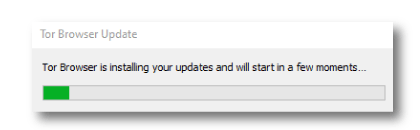 Tor Browser Update
Tor Browser is installing your updates and will start in a few moments...